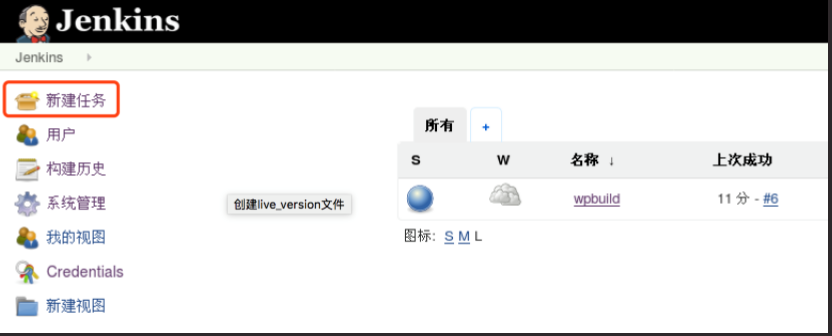 Jenkins
Jenkins
新建任务
用户
构建历史
系统管理
我的视图
Credentials
新建视图
创建live_version文件
所有 +
S W 名称 ↓ 上次成功
wpbuild 11 分 - #6
图标: S M L